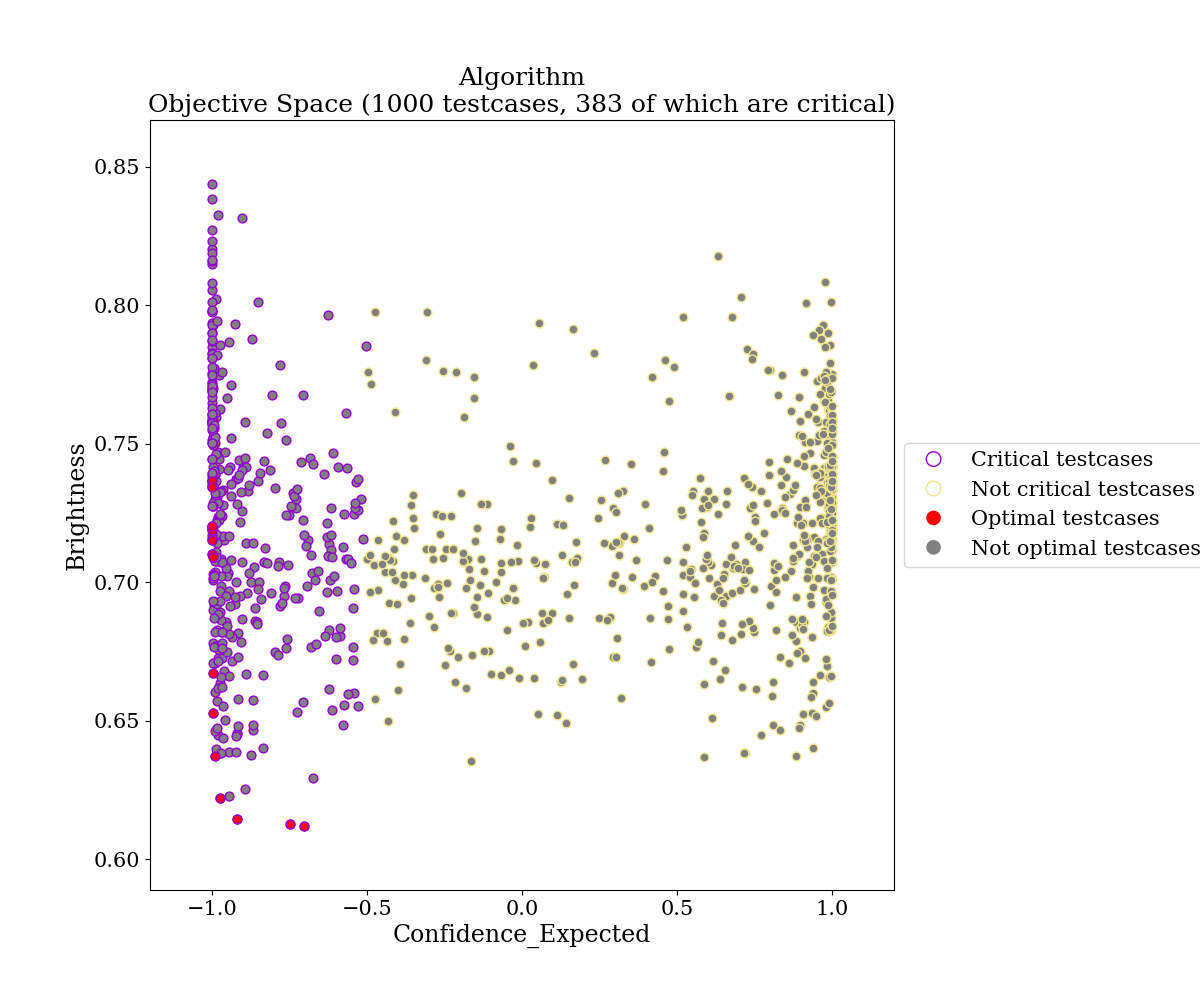 Algorithm
Objective Space (1000 testcases, 383 of which are critical)
0.85
0.80
0.75
0.70
0.65
0.60
Brightness
−1.0
−0.5
0.0
0.5
1.0
Confidence_Expected
Critical testcases
Not critical testcases
Optimal testcases
Not optimal testcases